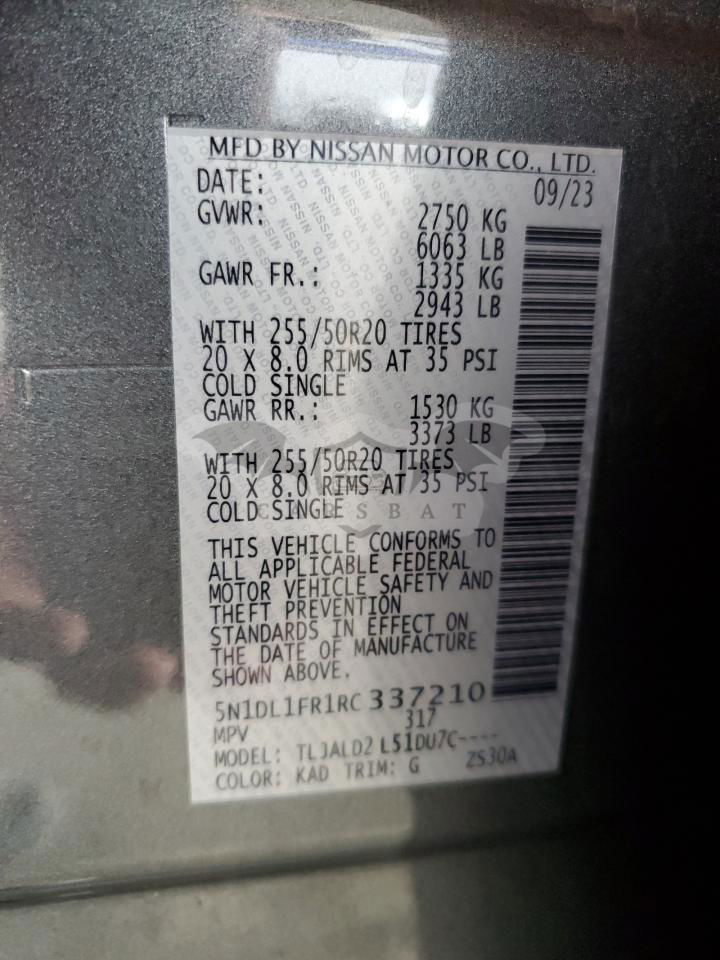 MFD BY NISSAN MOTOR CO., LTD.
DATE: 09/23
GVWR: 2750 KG
6063 LB
GAWR FR.: 1335 KG
2943 LB
WITH 255/50R20 TIRES
20 X 8.0 RIMS AT 35 PSI
COLD SINGLE
GAWR RR.: 1530 KG
3373 LB
WITH 255/50R20 TIRES
20 X 8.0 RIMS AT 35 PSI
COLD SINGLE
CARSBAT
THIS VEHICLE CONFORMS TO
ALL APPLICABLE FEDERAL
MOTOR VEHICLE SAFETY AND
THEFT PREVENTION
STANDARDS IN EFFECT ON
THE DATE OF MANUFACTURE
SHOWN ABOVE.
5N1DL1FR1RC 337210
MPV 317
MODEL: TLJALD2 L51DU7C----
COLOR: KAD TRIM: G ZS30A